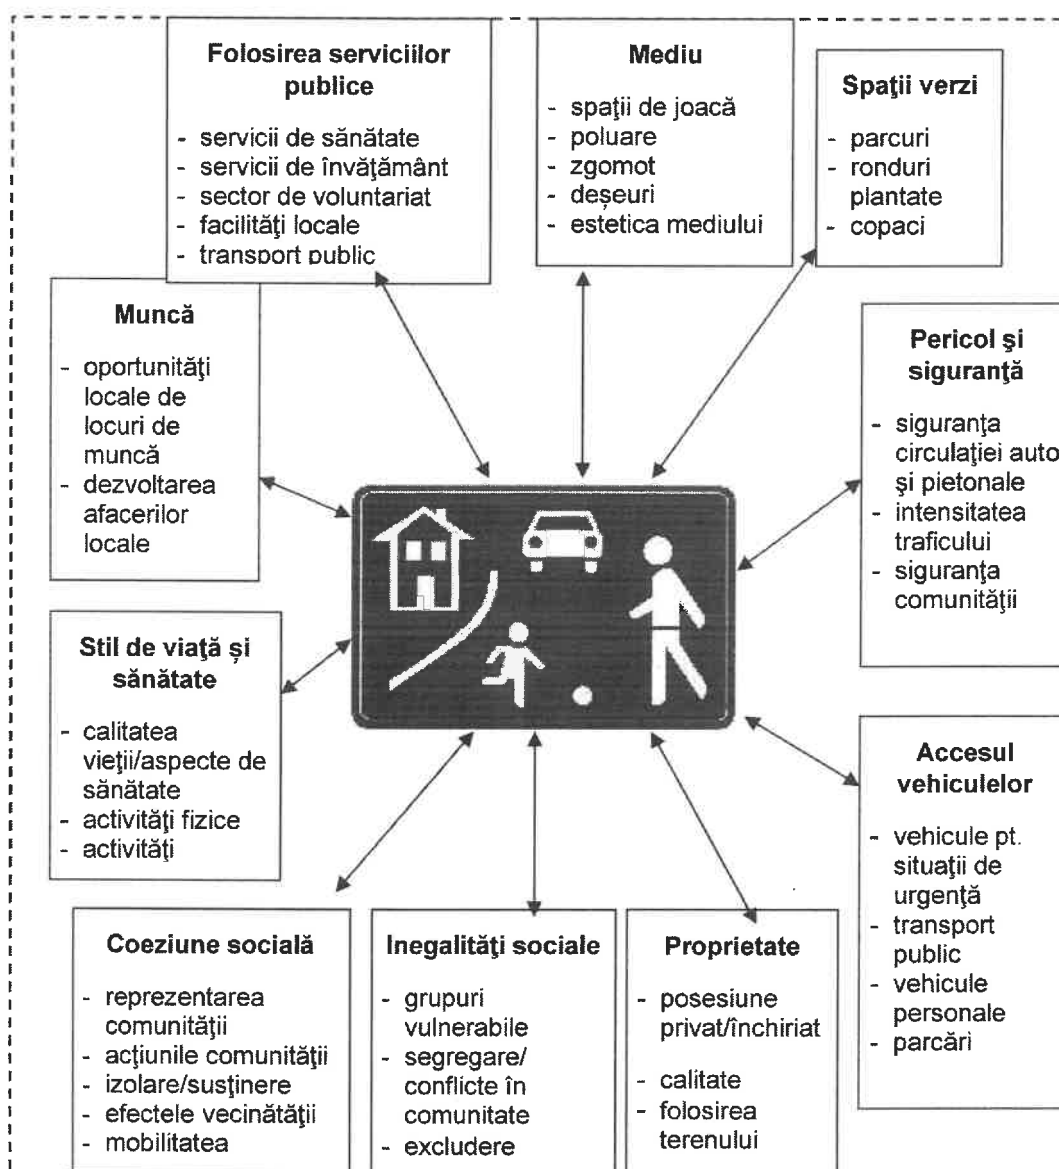 Folosirea serviciilor
publice
- servicii de sănătate
- servicii de învăţământ
- sector de voluntariat
- facilităţi locale
- transport public
Mediu
- spaţii de joacă
- poluare
- zgomot
- deșeuri
- estetica mediului
Spaţii verzi
- parcuri
- ronduri
plantate
- copaci
Muncă
- oportunităţi
locale de
locuri de
muncă
- dezvoltarea
afacerilor
locale
Pericol şi
siguranţă
- siguranţa
circulaţiei auto
şi pietonale
- intensitatea
traficului
- siguranţa
comunităţii
Stil de viaţă și
sănătate
- calitatea
vieţii/aspecte de
sănătate
- activităţi fizice
- activităţi
Accesul
vehiculelor
- vehicule pt.
situaţii de
urgenţă
- transport
public
- vehicule
personale
- parcări
Coeziune socială
- reprezentarea
comunităţii
- acţiunile comunităţii
- izolare/susţinere
- efectele vecinătăţii
- mobilitatea
Inegalităţi sociale
- grupuri
vulnerabile
- segregare/
conflicte în
comunitate
- excludere
Proprietate
- posesiune
privat/închiriat
- calitate
- folosirea
terenului